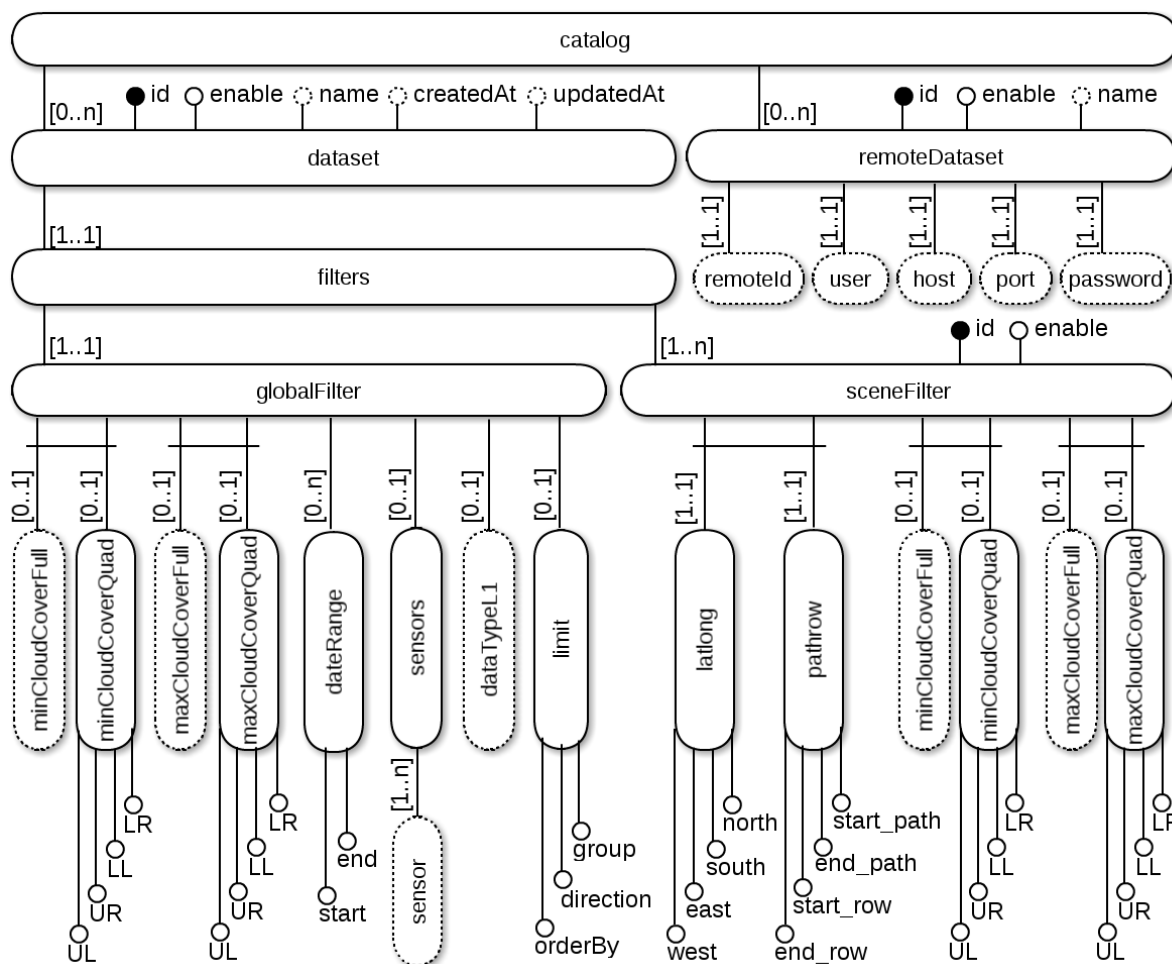 catalog
id enable name createdAt updatedAt id enable name
[0..n] [0..n]
dataset remoteDataset
[1..1] [1..1] [1..1] [1..1] [1..1]
[1..1]
filters remoteId user host port password
id enable
[1..1] [1..n]
globalFilter sceneFilter
[0..1] [0..1] [0..1] [0..1] [0..n] [0..1] [0..1] [0..1] [1..1] [1..1] [0..1] [0..1] [0..1] [0..1]
minCloudCoverFull
minCloudCoverQuad
maxCloudCoverFull
maxCloudCoverQuad
dateRange
sensors
dataTypeL1
limit
latlong
pathrow
minCloudCoverFull
minCloudCoverQuad
maxCloudCoverFull
maxCloudCoverQuad
[1..n]
LR LR north start_path LR LR
LL LL end group south end_path LL LL
UR UR start direction east start_row UR UR
sensor
UL UL orderBy west end_row UL UL